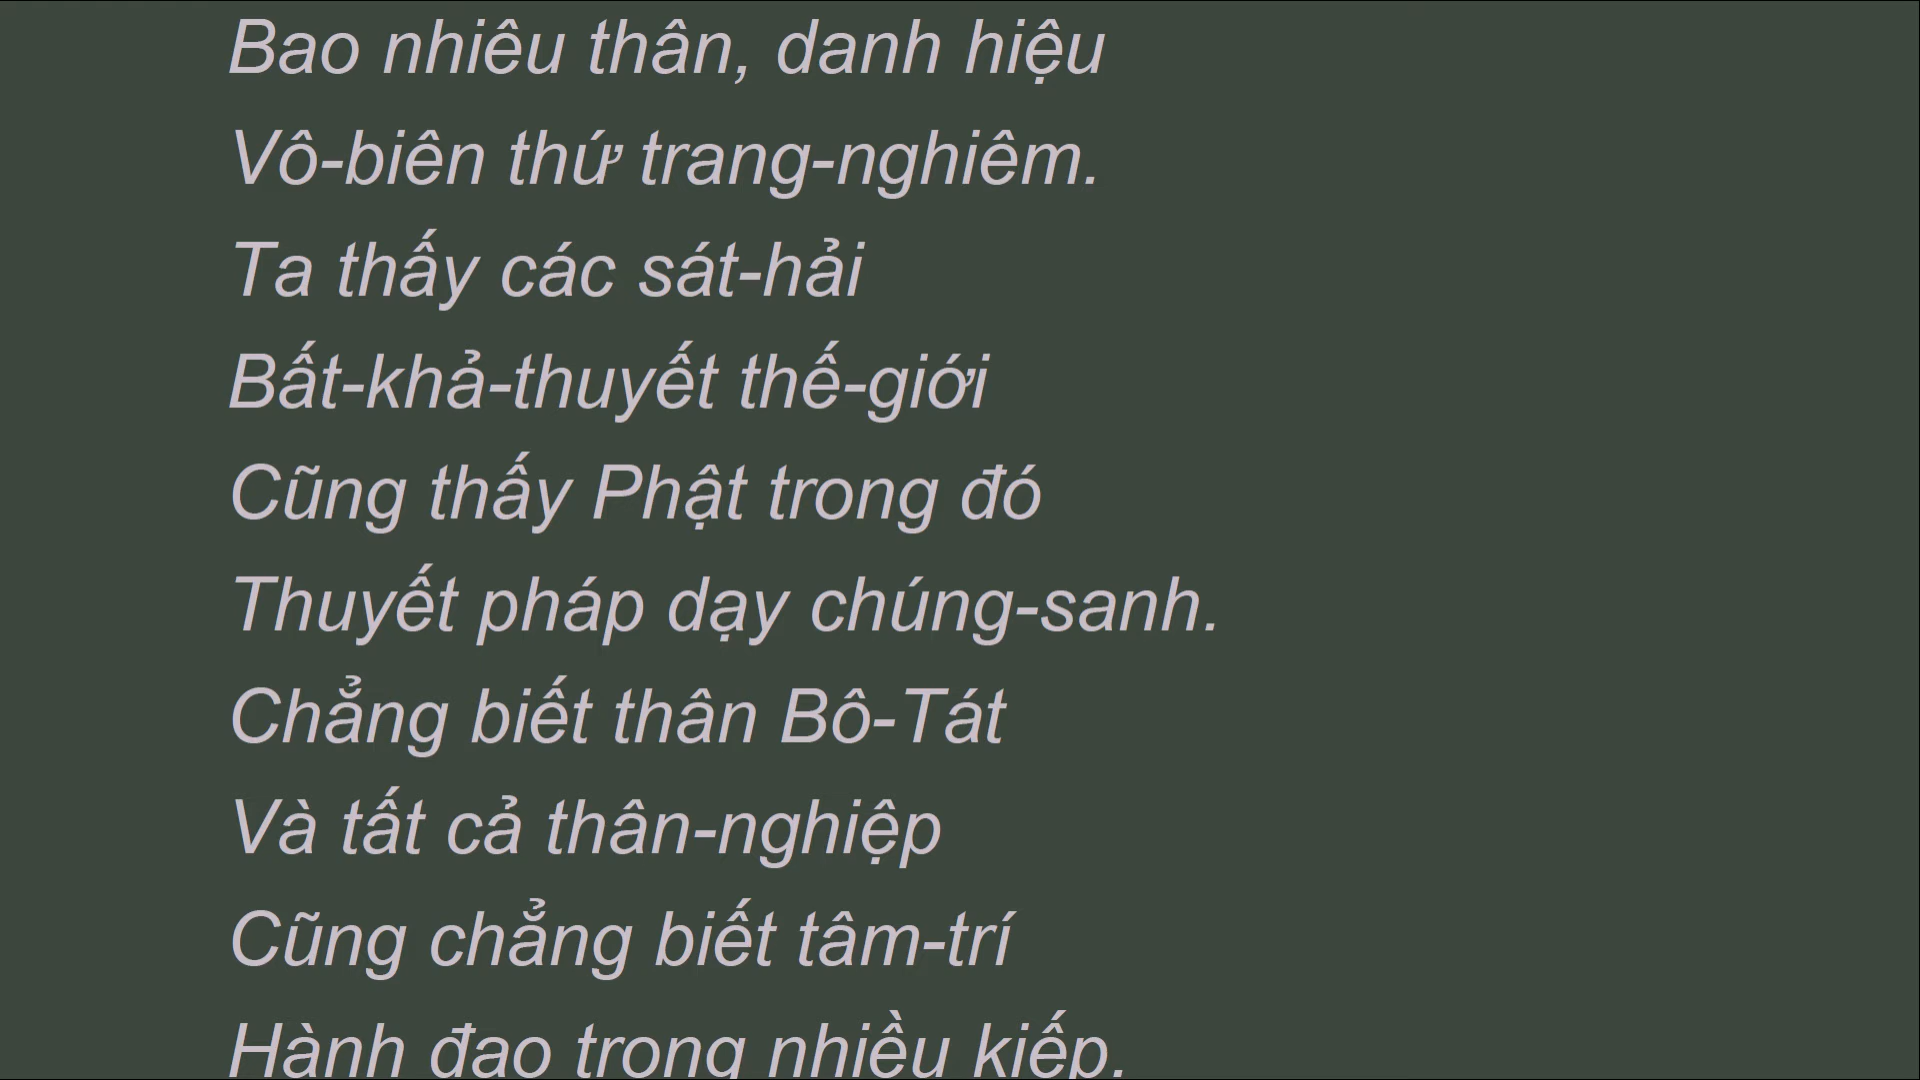 Bao nhiêu thân, danh hiệu
Vô-biên thứ trang-nghiêm.
Ta thấy các sát-hải
Bất-khả-thuyết thế-giới
Cũng thấy Phật trong đó
Thuyết pháp dạy chúng-sanh.
Chẳng biết thân Bô-Tát
Và tất cả thân-nghiệp
Cũng chẳng biết tâm-trí
Hành đạo trong nhiều kiếp.